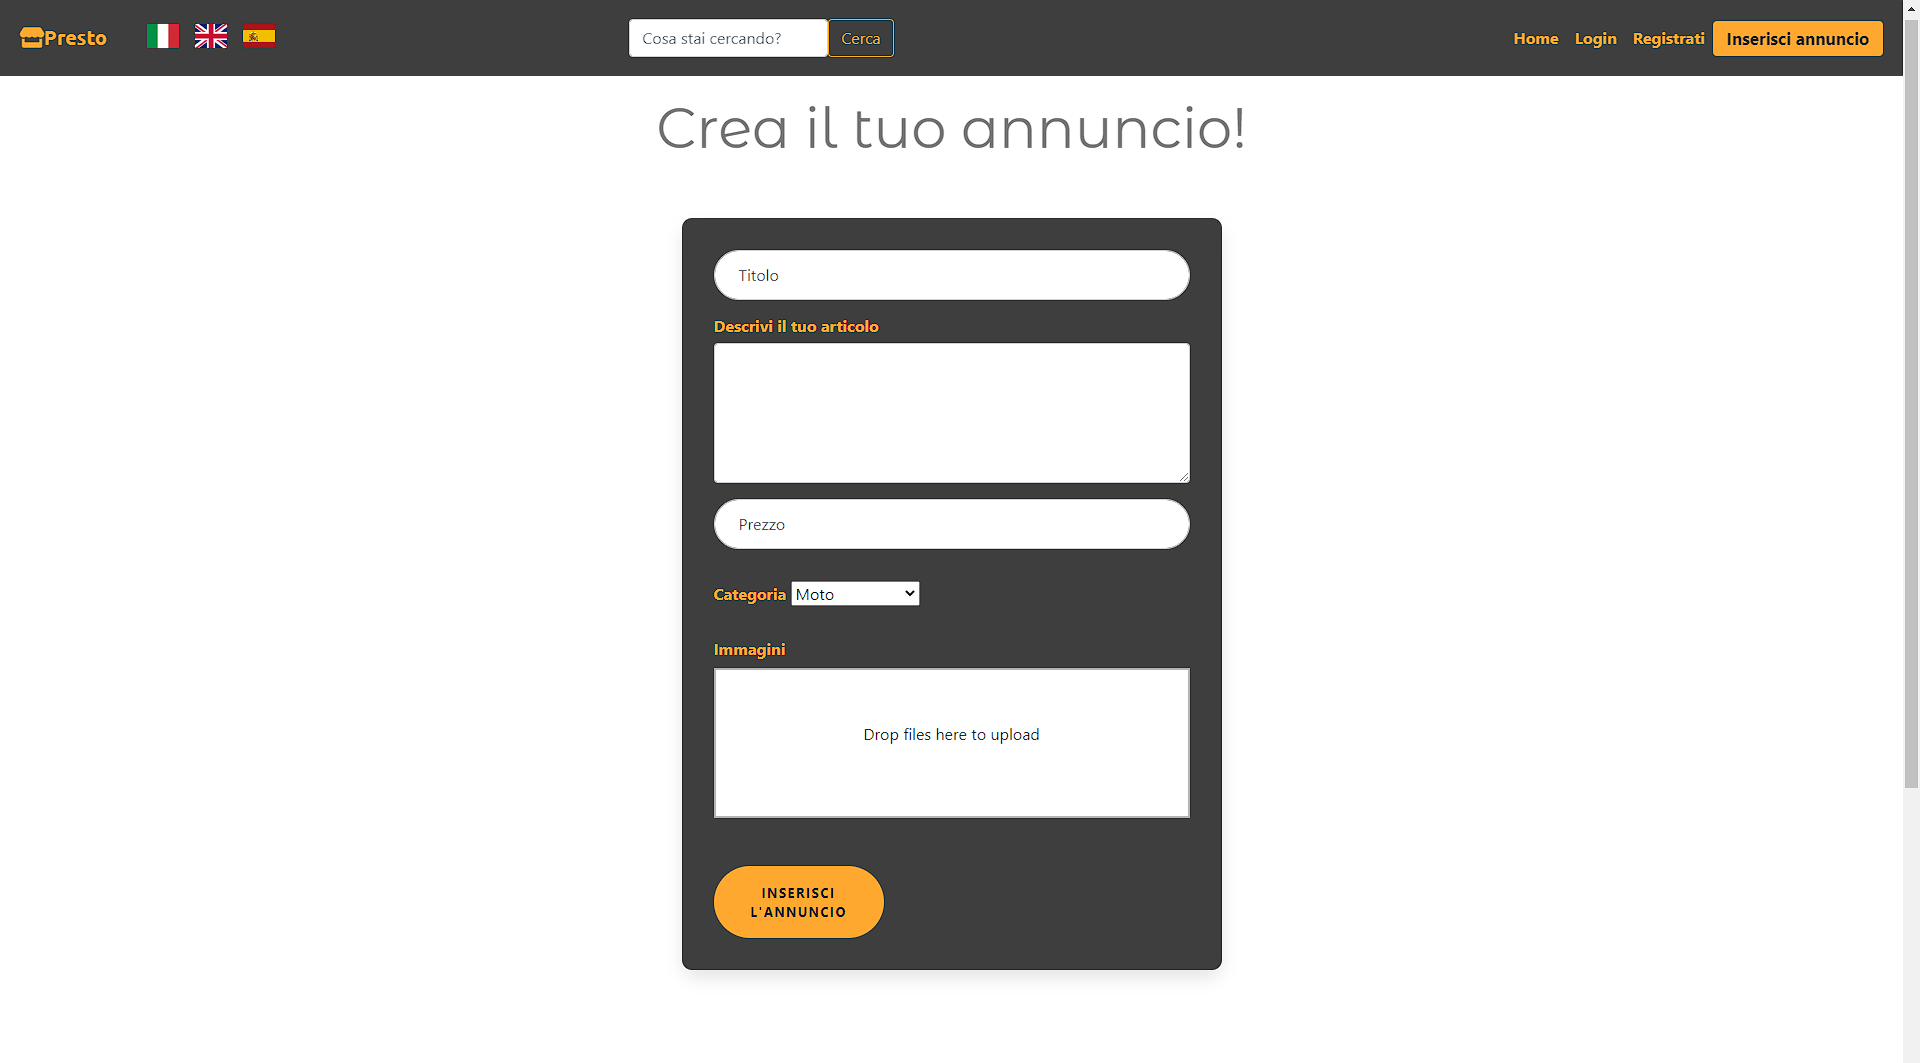 Presto
Cosa stai cercando?
Cerca
Home
Login
Registrati
Inserisci annuncio
Crea il tuo annuncio!
Titolo
Descrivi il tuo articolo
Prezzo
Categoria
Moto
Immagini
Drop files here to upload
INSERISCI
L'ANNUNCIO